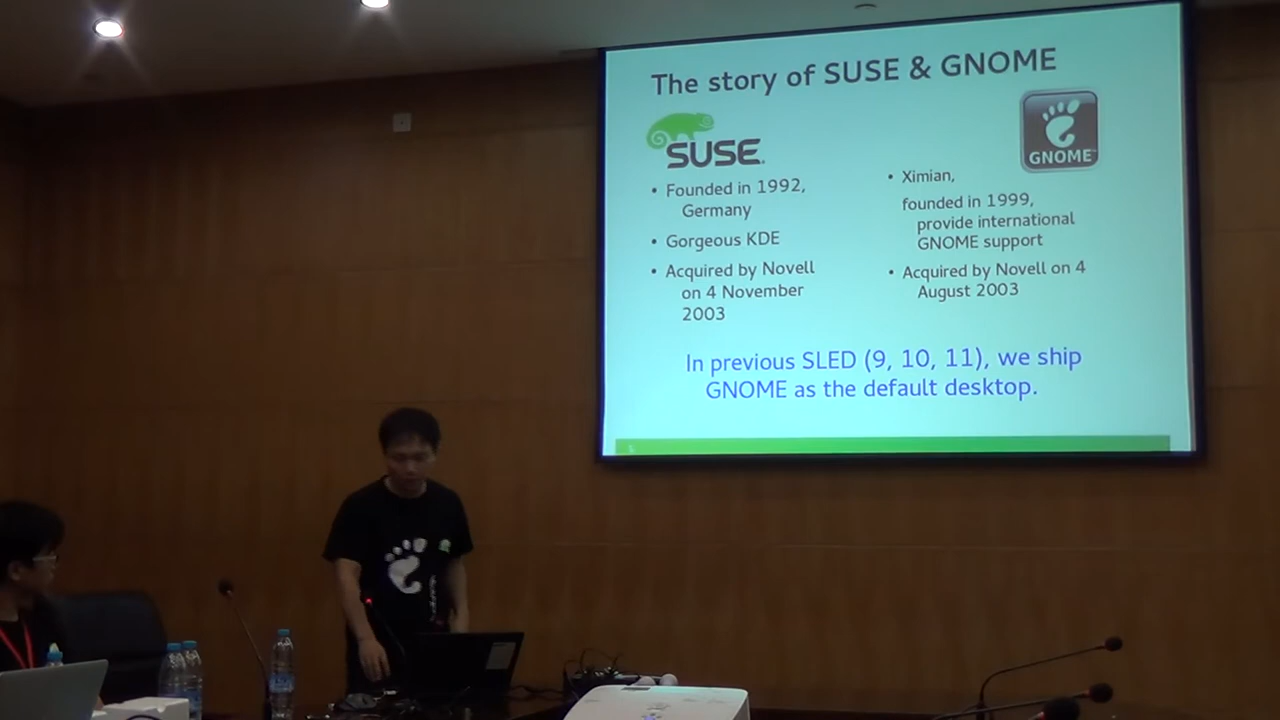 The story of SUSE & GNOME
SUSE.
GNOME™
• Founded in 1992,
Germany
• Gorgeous KDE
• Acquired by Novell
on 4 November
2003
• Ximian,
founded in 1999,
provide international
GNOME support
• Acquired by Novell on 4
August 2003
In previous SLED (9, 10, 11), we ship
GNOME as the default desktop.